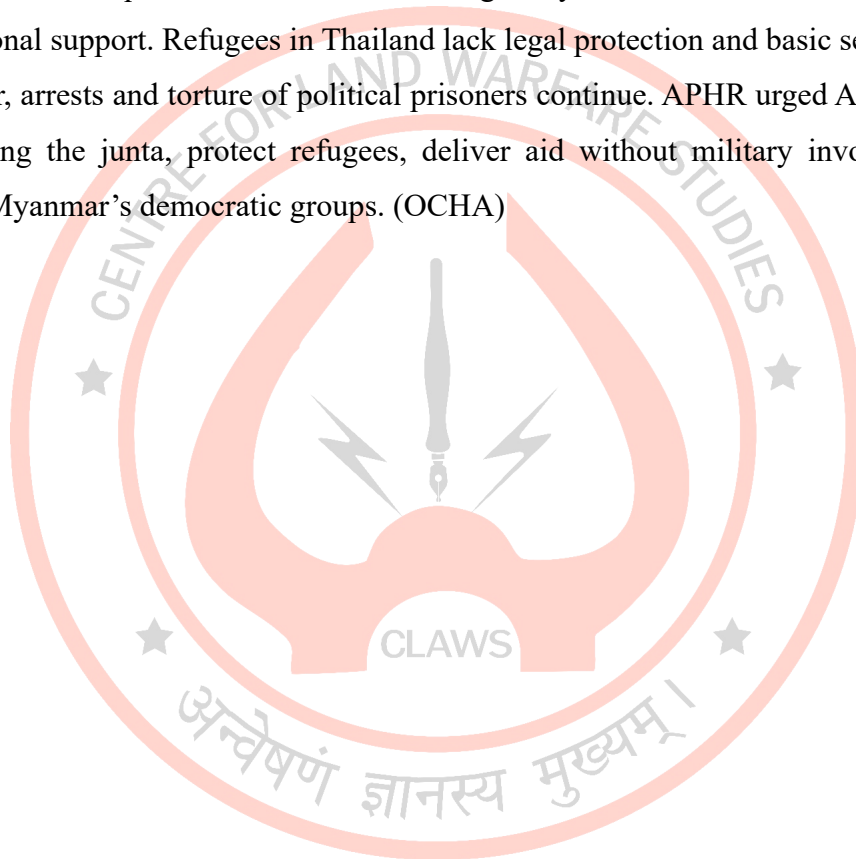 onal support. Refugees in Thailand lack legal protection and basic se
r, arrests and torture of political prisoners continue. APHR urged A
ng the junta, protect refugees, deliver aid without military invo
Myanmar’s democratic groups. (OCHA)
CENTRE FOR LAND WARFARE STUDIES
CLAWS
अन्वेषणं ज्ञानस्य मुख्यम्।